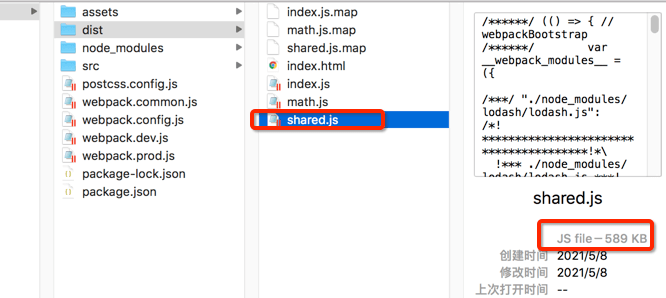 assets
dist
node_modules
src
postcss.config.js
webpack.common.js
webpack.config.js
webpack.dev.js
webpack.prod.js
package-lock.json
package.json
index.js.map
math.js.map
shared.js.map
index.html
index.js
math.js
shared.js
/******/ (() => { //
webpackBootstrap
/******/ var
__webpack_modules__ =
({
/***/ "./node_modules/
lodash/lodash.js":
/*!
************************
*******************!*\
!*** ./node_modules/
lodash/lodash.js ***!
shared.js
JS file – 589 KB
创建时间 2021/5/8
修改时间 2021/5/8
上次打开时间 --